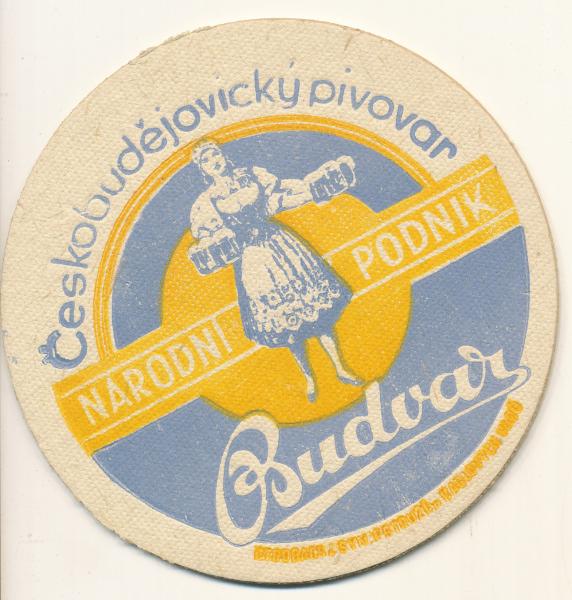 Českobudějovický pivovar
NÁRODNÍ PODNIK
Budvar